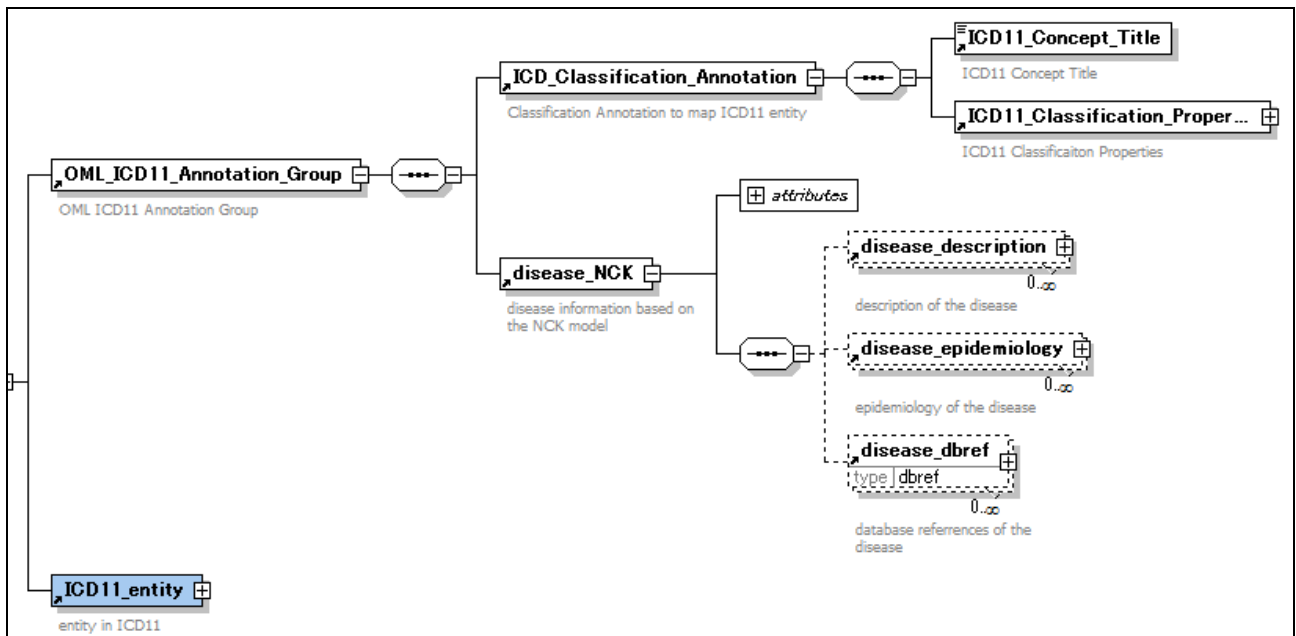 ICD11_Concept_Title
ICD11 Concept Title
ICD_Classification_Annotation
Classification Annotation to map ICD11 entity
ICD11_Classification_Proper...
ICD11 Classificaiton Properties
OML_ICD11_Annotation_Group
OML ICD11 Annotation Group
attributes
disease_description
0..∞
description of the disease
disease_NCK
disease information based on
the NCK model
disease_epidemiology
0..∞
epidemiology of the disease
disease_dbref
type dbref
0..∞
database referrences of the
disease
ICD11_entity
entity in ICD11